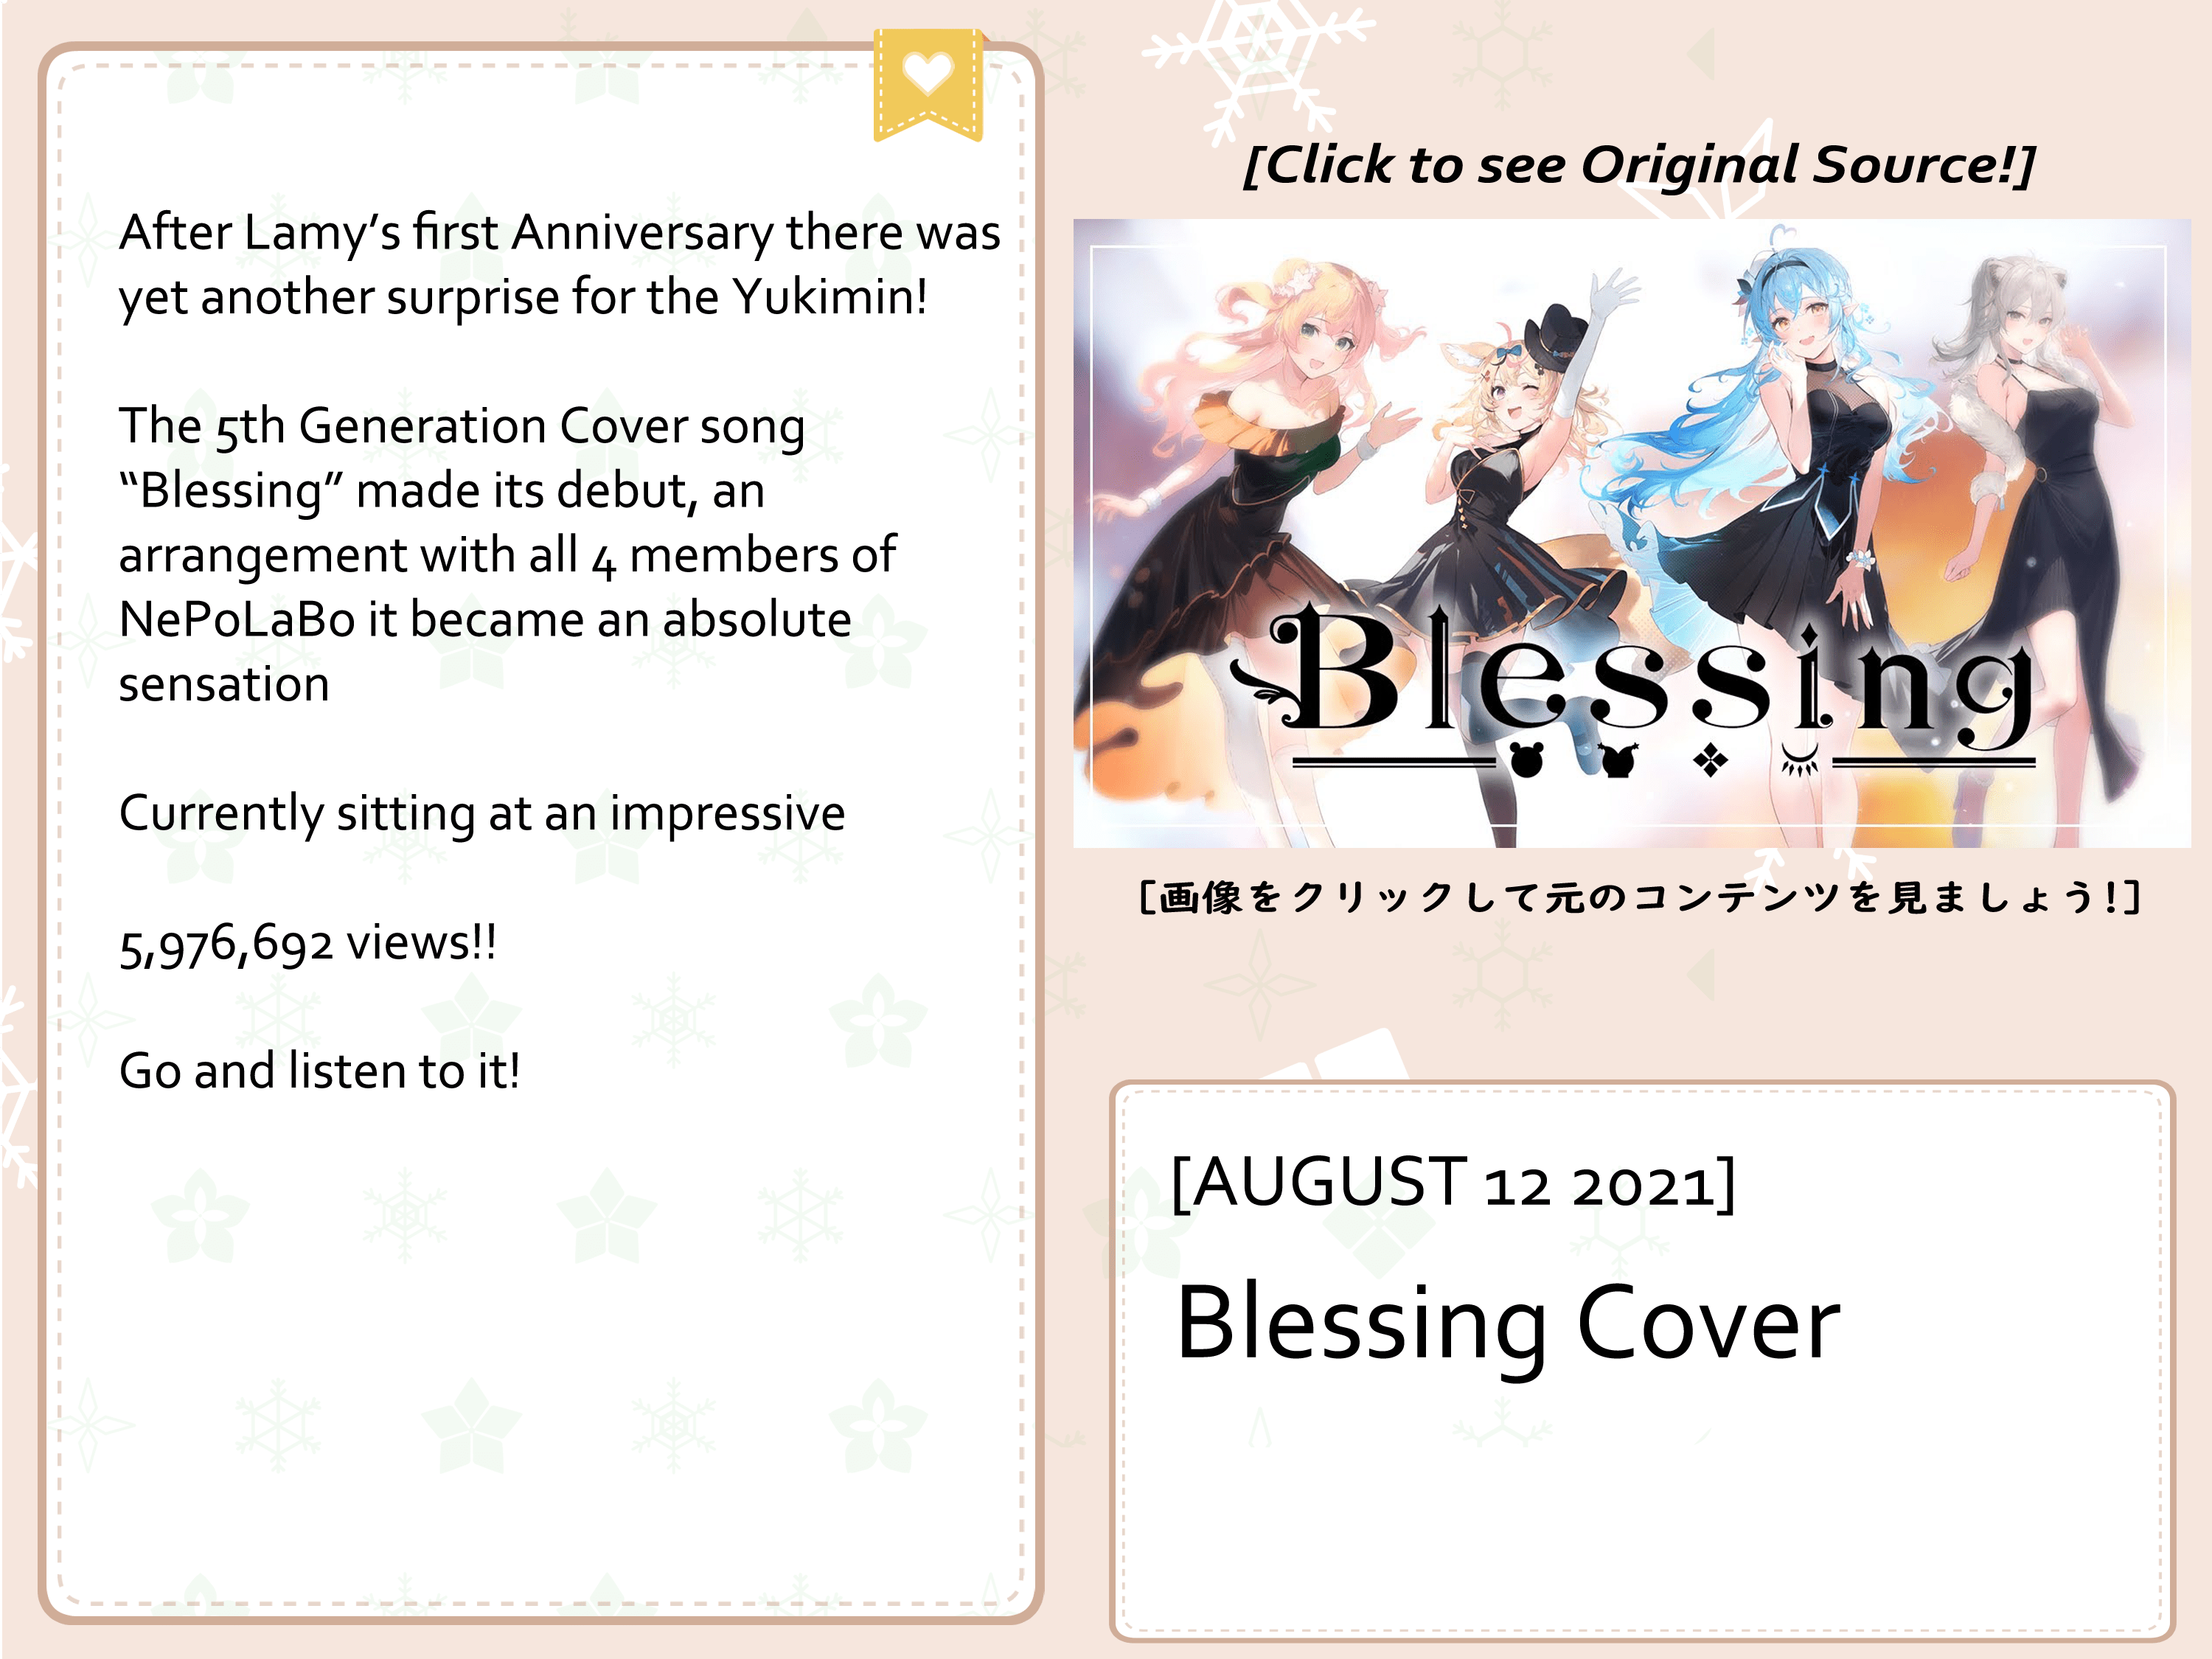 After Lamy’s first Anniversary there was
yet another surprise for the Yukimin!
The 5th Generation Cover song
“Blessing” made its debut, an
arrangement with all 4 members of
NePoLaBo it became an absolute
sensation
Currently sitting at an impressive
5,976,692 views!!
Go and listen to it!
[Click to see Original Source!]
Blessing
[画像をクリックして元のコンテンツを見ましょう!]
[AUGUST 12 2021]
Blessing Cover